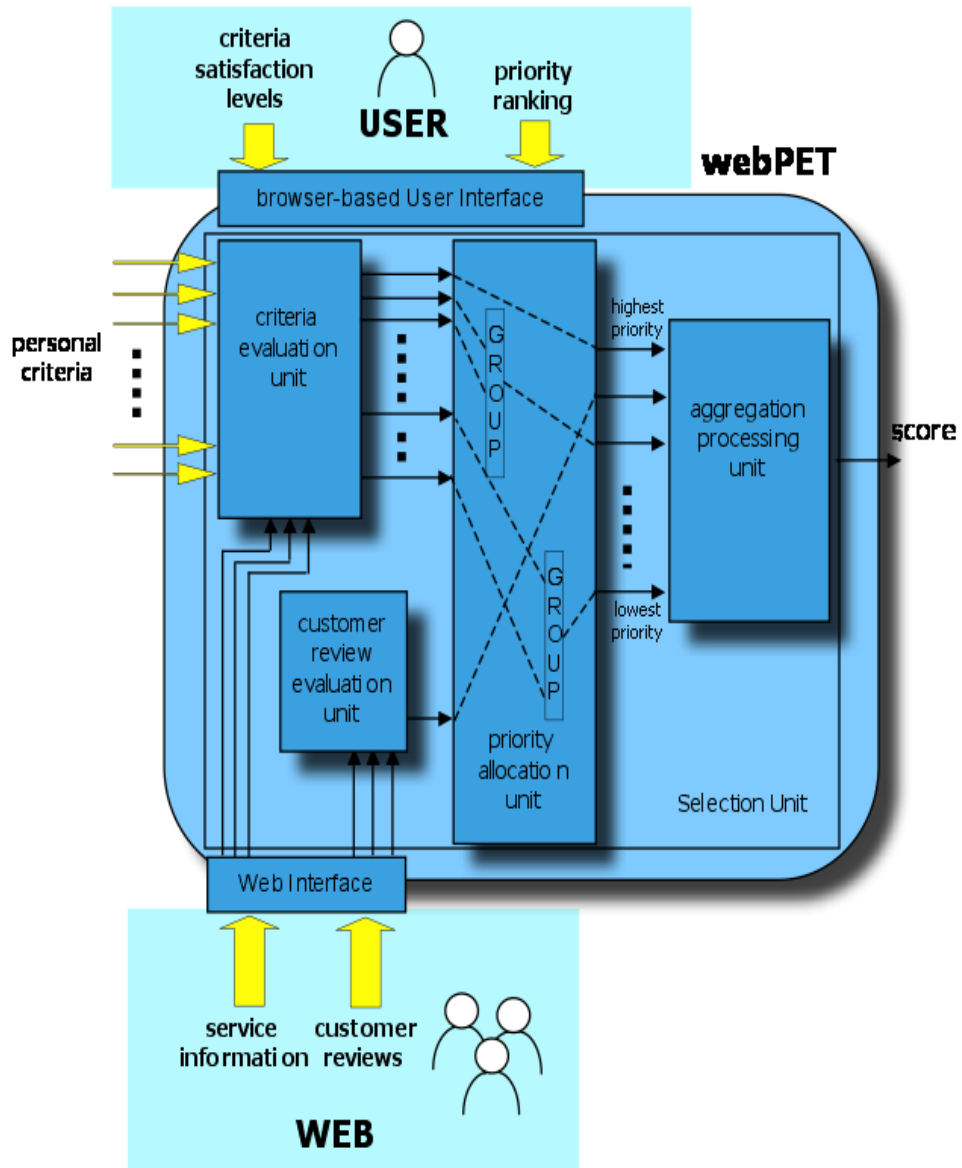 criteria
satisfaction
levels
USER
priority
ranking
webPET
browser-based User Interface
personal
criteria
criteria
evaluation
unit
GROUP
highest
priority
aggregation
processing
unit
score
GROUP
lowest
priority
customer
review
evaluation
unit
priority
allocation
unit
Selection Unit
Web Interface
service
information
customer
reviews
WEB